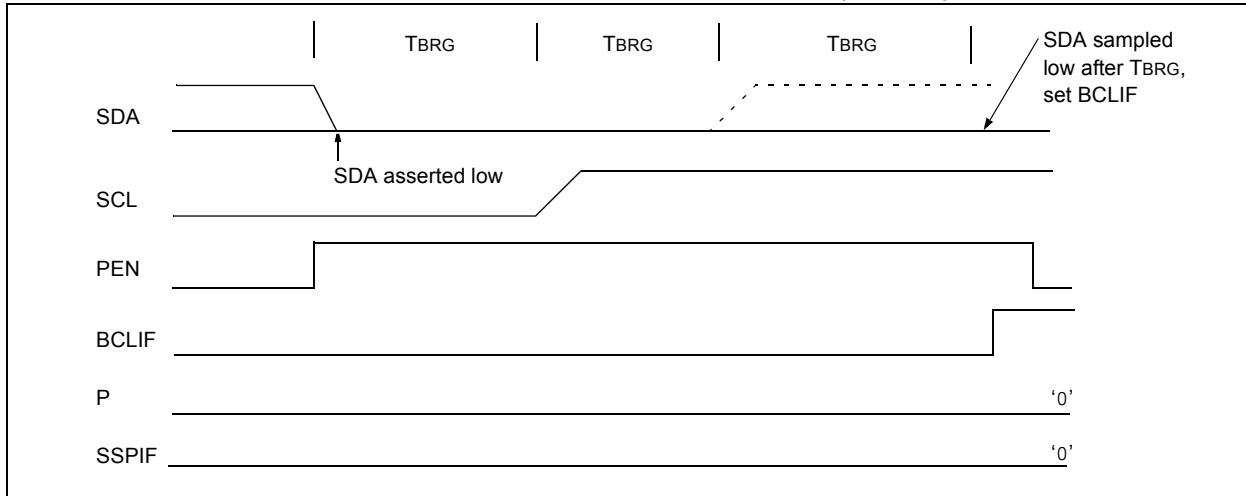 TBRG TBRG TBRG
SDA sampled
low after TBRG,
set BCLIF
SDA
SDA asserted low
SCL
PEN
BCLIF
P
‘0’
SSPIF
‘0’